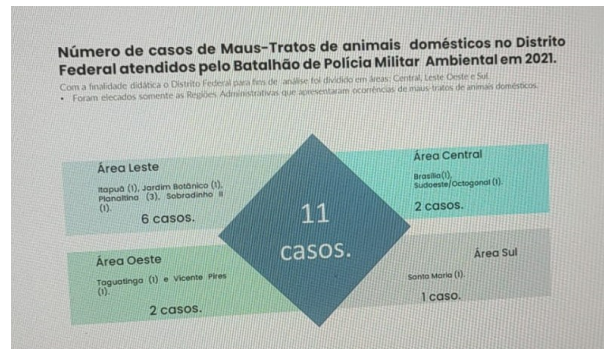 Número de casos de Maus-Tratos de animais domésticos no Distrito
Federal atendidos pelo Batalhão de Polícia Militar Ambiental em 2021.
Com a finalidade didática o Distrito Federal para fins de análise foi dividido em áreas: Central, Leste Oeste e Sul.
• Foram elecados somente as Regiões Administrativas que apresentaram ocorrências de maus-tratos de animais domésticos.
Área Leste
Itapuã (1), Jardim Botânico (1),
Planaltina (3), Sobradinho II
(1).
6 casos.
Área Central
Brasília(1),
Sudoeste/Octogonal (1).
2 casos.
11
casos.
Área Oeste
Taguatinga (1) e Vicente Pires
(1).
2 casos.
Área Sul
Santa Maria (1).
1 caso.